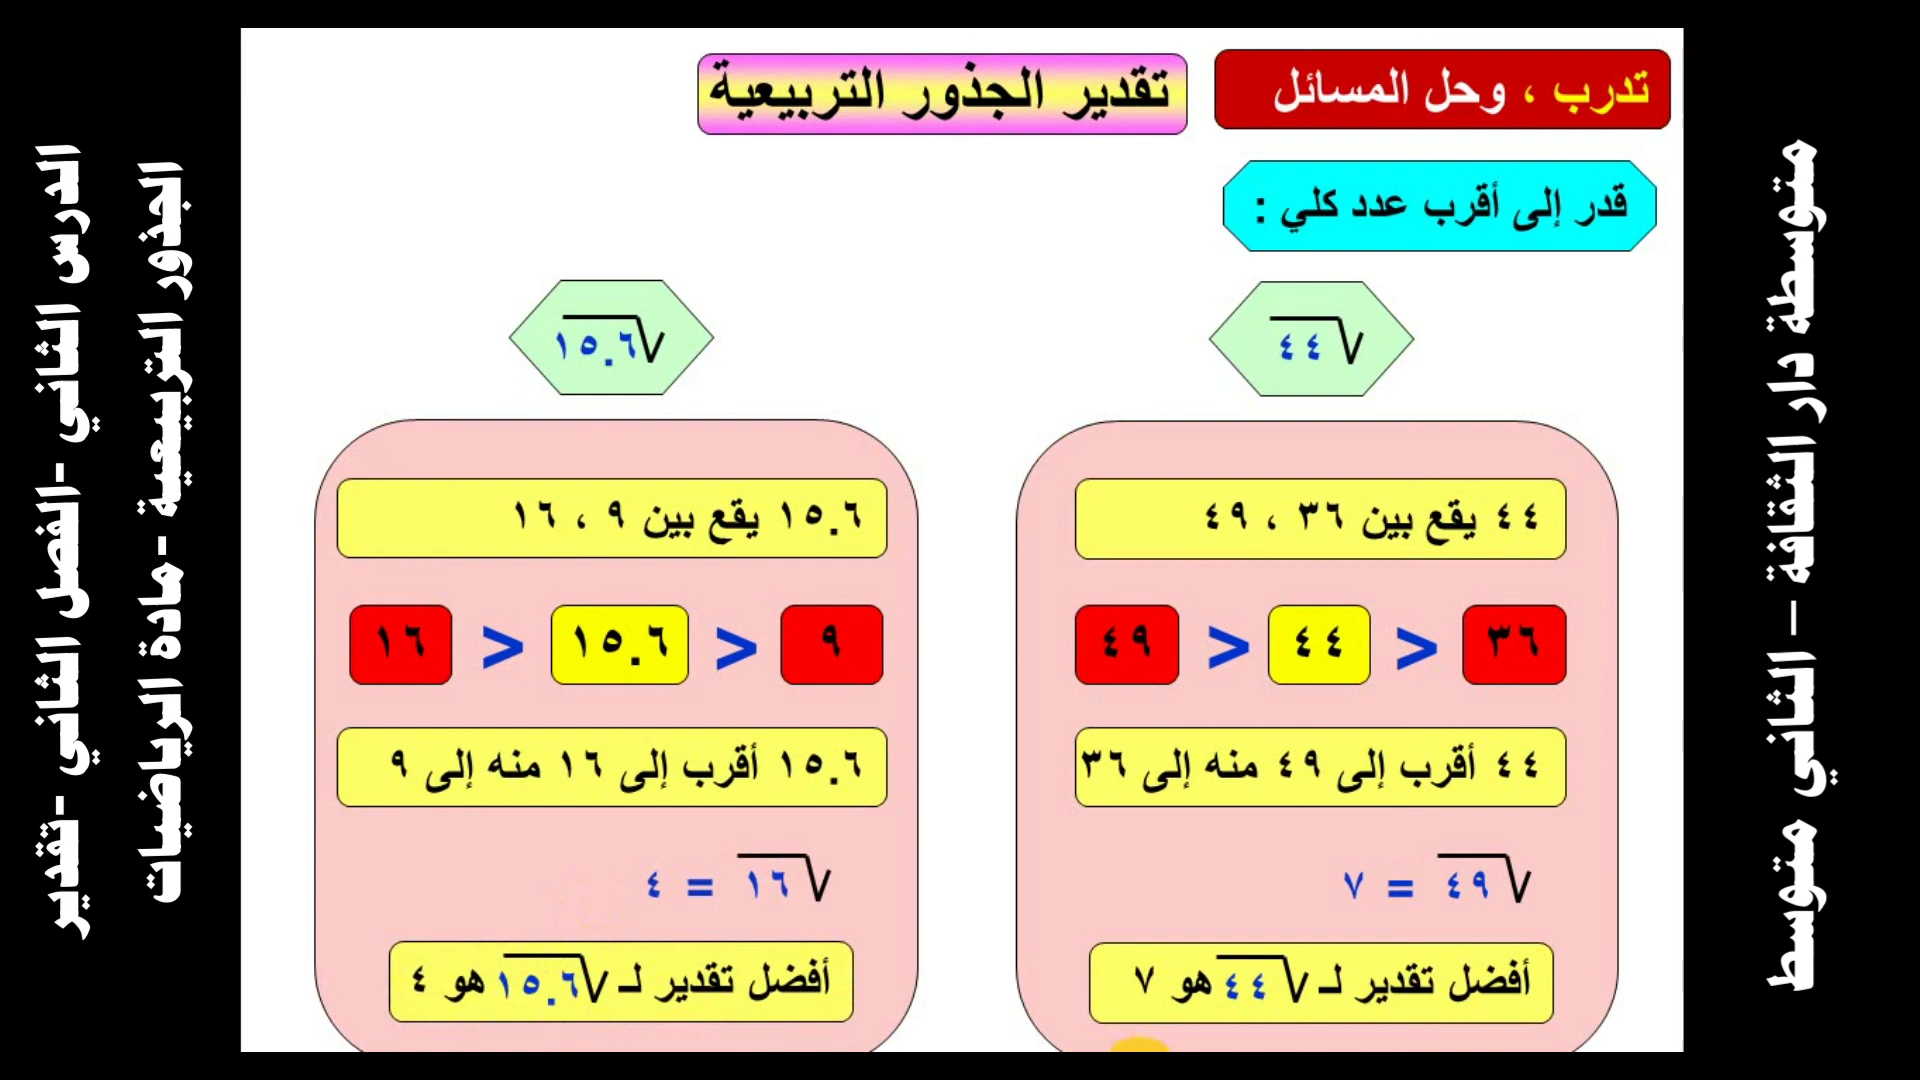 تدرب ، وحل المسائل
تقدير الجذور التربيعية
قدر إلى أقرب عدد كلي :
√٤٤
٤٤ يقع بين ٣٦ ، ٤٩
٣٦ > ٤٤ > ٤٩
٤٤ أقرب إلى ٤٩ منه إلى ٣٦
√٤٩ = ٧
أفضل تقدير لـ √٤٤ هو ٧
√١٥.٦
١٥.٦ يقع بين ٩ ، ١٦
٩ > ١٥.٦ > ١٦
١٥.٦ أقرب إلى ١٦ منه إلى ٩
√١٦ = ٤
أفضل تقدير لـ √١٥.٦ هو ٤
متوسطة دار الثقافة – الثاني متوسط
الدرس الثاني -الفصل الثاني -تقدير
الجذور التربيعية -مادة الرياضيات